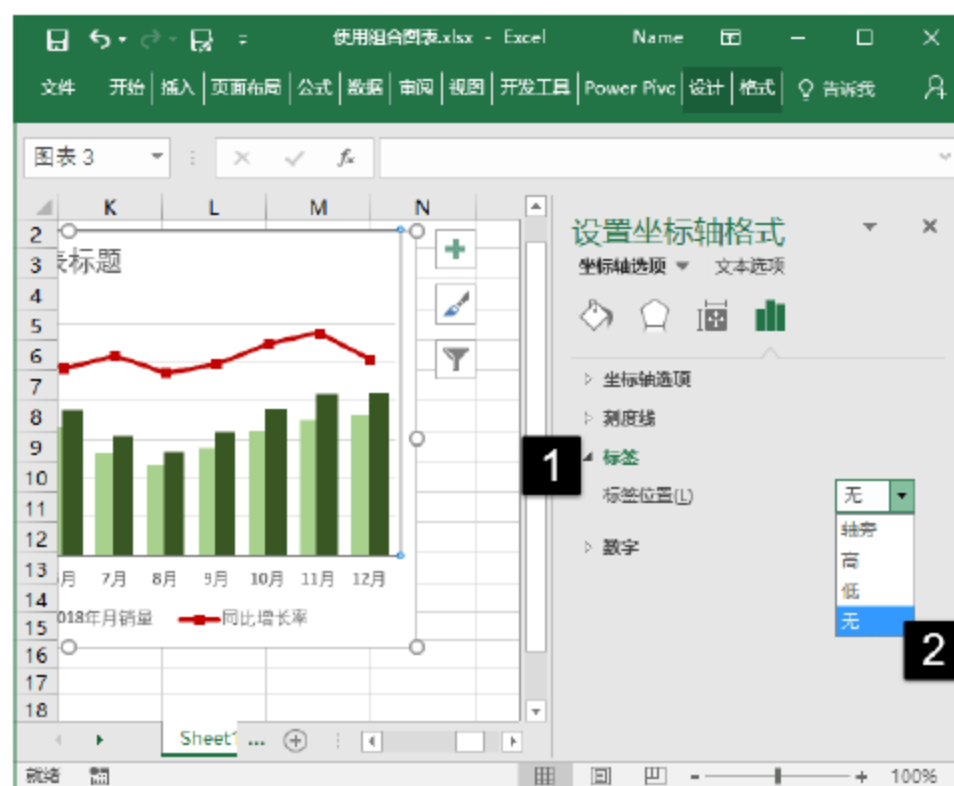 使用组合图表.xlsx - Excel Name
文件 开始 插入 页面布局 公式 数据 审阅 视图 开发工具 Power Pivc 设计 格式 告诉我
图表 3 fx
K L M N
设置坐标轴格式
坐标轴选项 文本选项
2
3
表标题
4
5
6
7
8
9
10
11
12
13
14
15
16
17
18
坐标轴选项
刻度线
1
标签
标签位置(L) 无
轴旁
高
低
无
2
数字
月 7月 8月 9月 10月 11月 12月
018年月销量 同比增长率
Sheet1 ...
就绪 100%